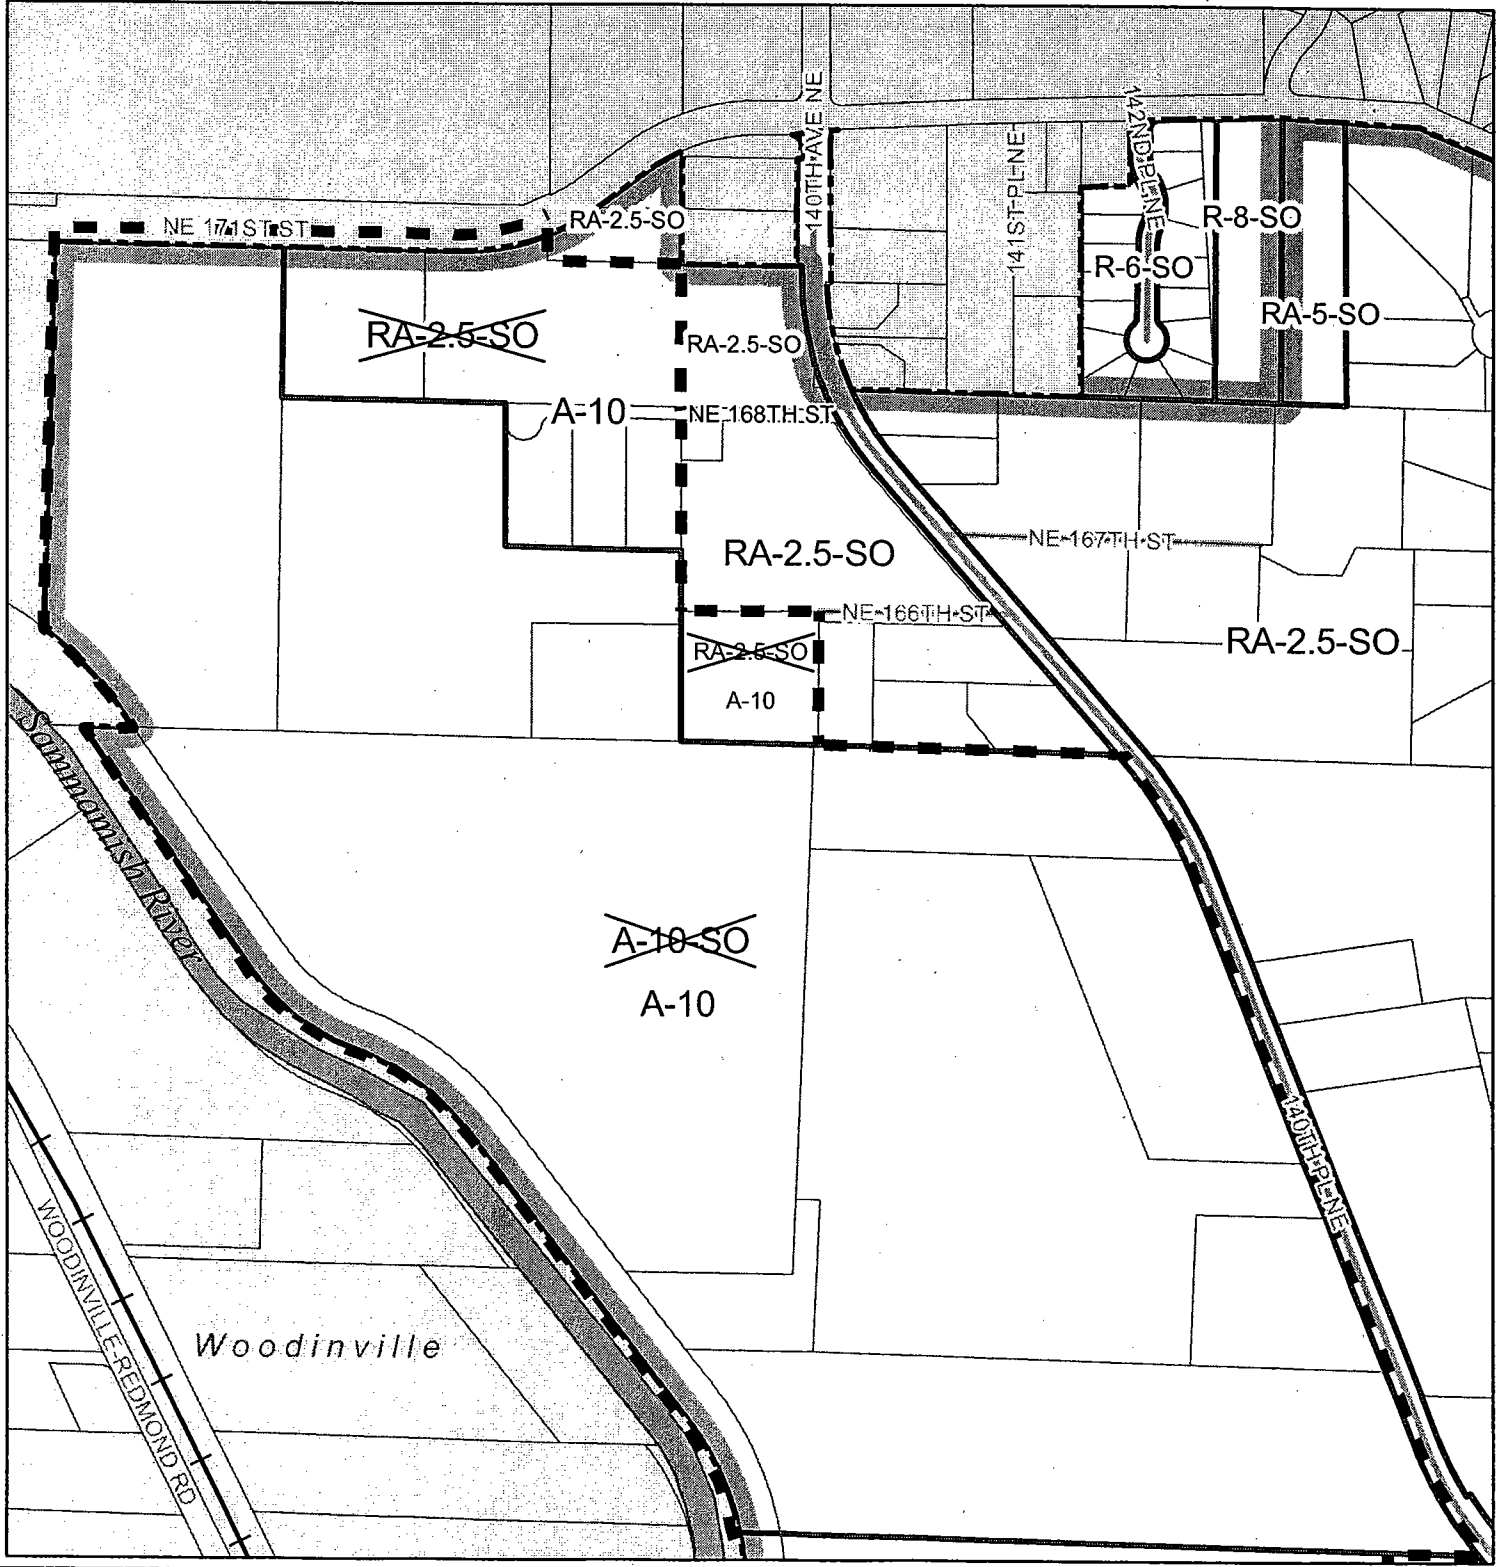 140TH AVE NE
142ND PL NE
141ST PL NE
NE 171ST ST
RA-2.5-SO
R-8-SO
R-6-SO
RA-5-SO
RA-2.5-SO
RA-2.5-SO
A-10
NE 168TH ST
NE 167TH ST
RA-2.5-SO
NE 166TH ST
RA-2.5-SO
RA-2.5-SO
A-10
Sammamish River
A-10-SO
A-10
140TH PL NE
WOODINVILLE-REDMOND RD
Woodinville